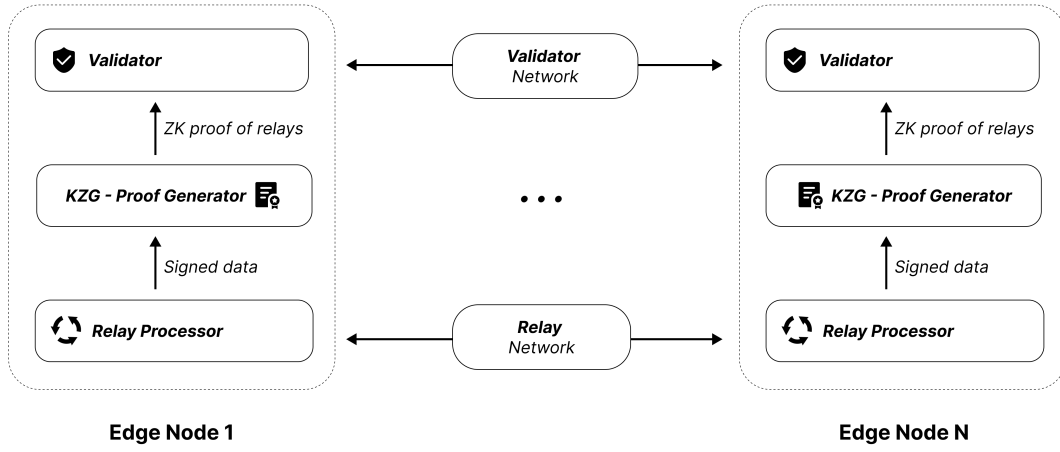 Validator
ZK proof of relays
KZG - Proof Generator
Signed data
Relay Processor
Edge Node 1
Validator
Network
...
Relay
Network
Validator
ZK proof of relays
KZG - Proof Generator
Signed data
Relay Processor
Edge Node N